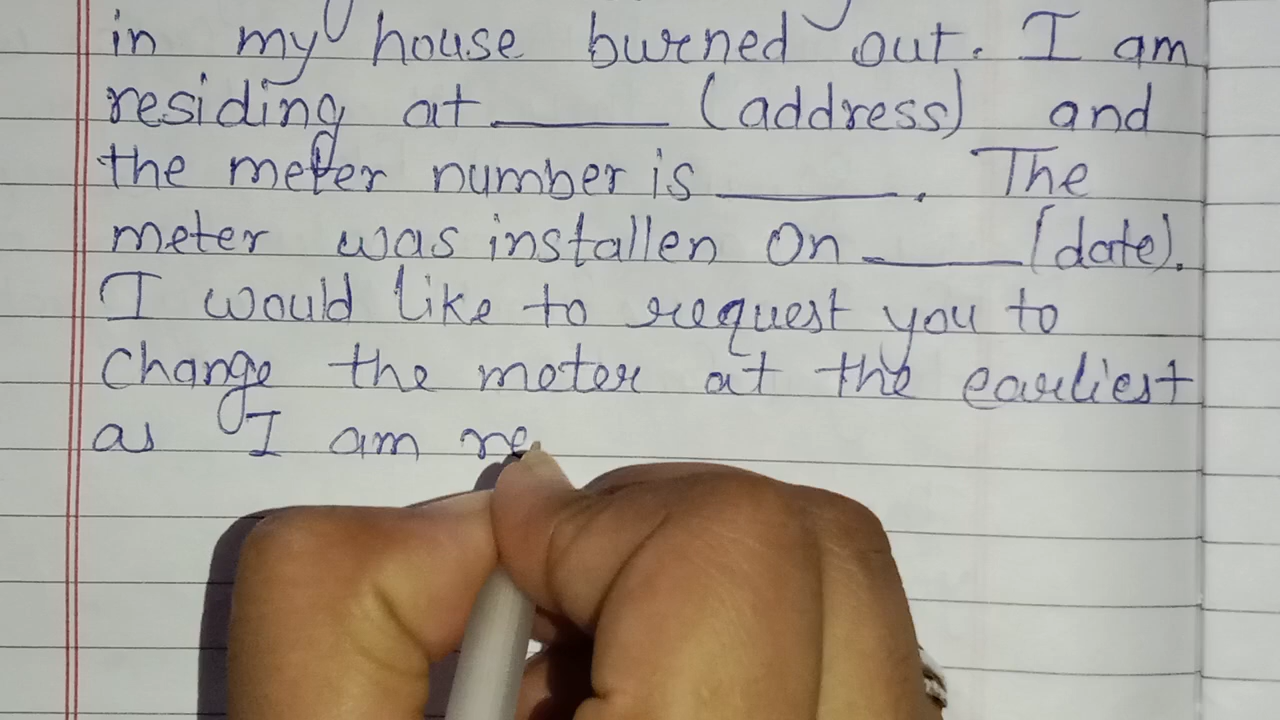 in my house burned out. I am
residing at ______ (address) and
the meter number is ______. The
meter was installen on ______ (date).
I would like to request you to
change the meter at the earliest
as I am re